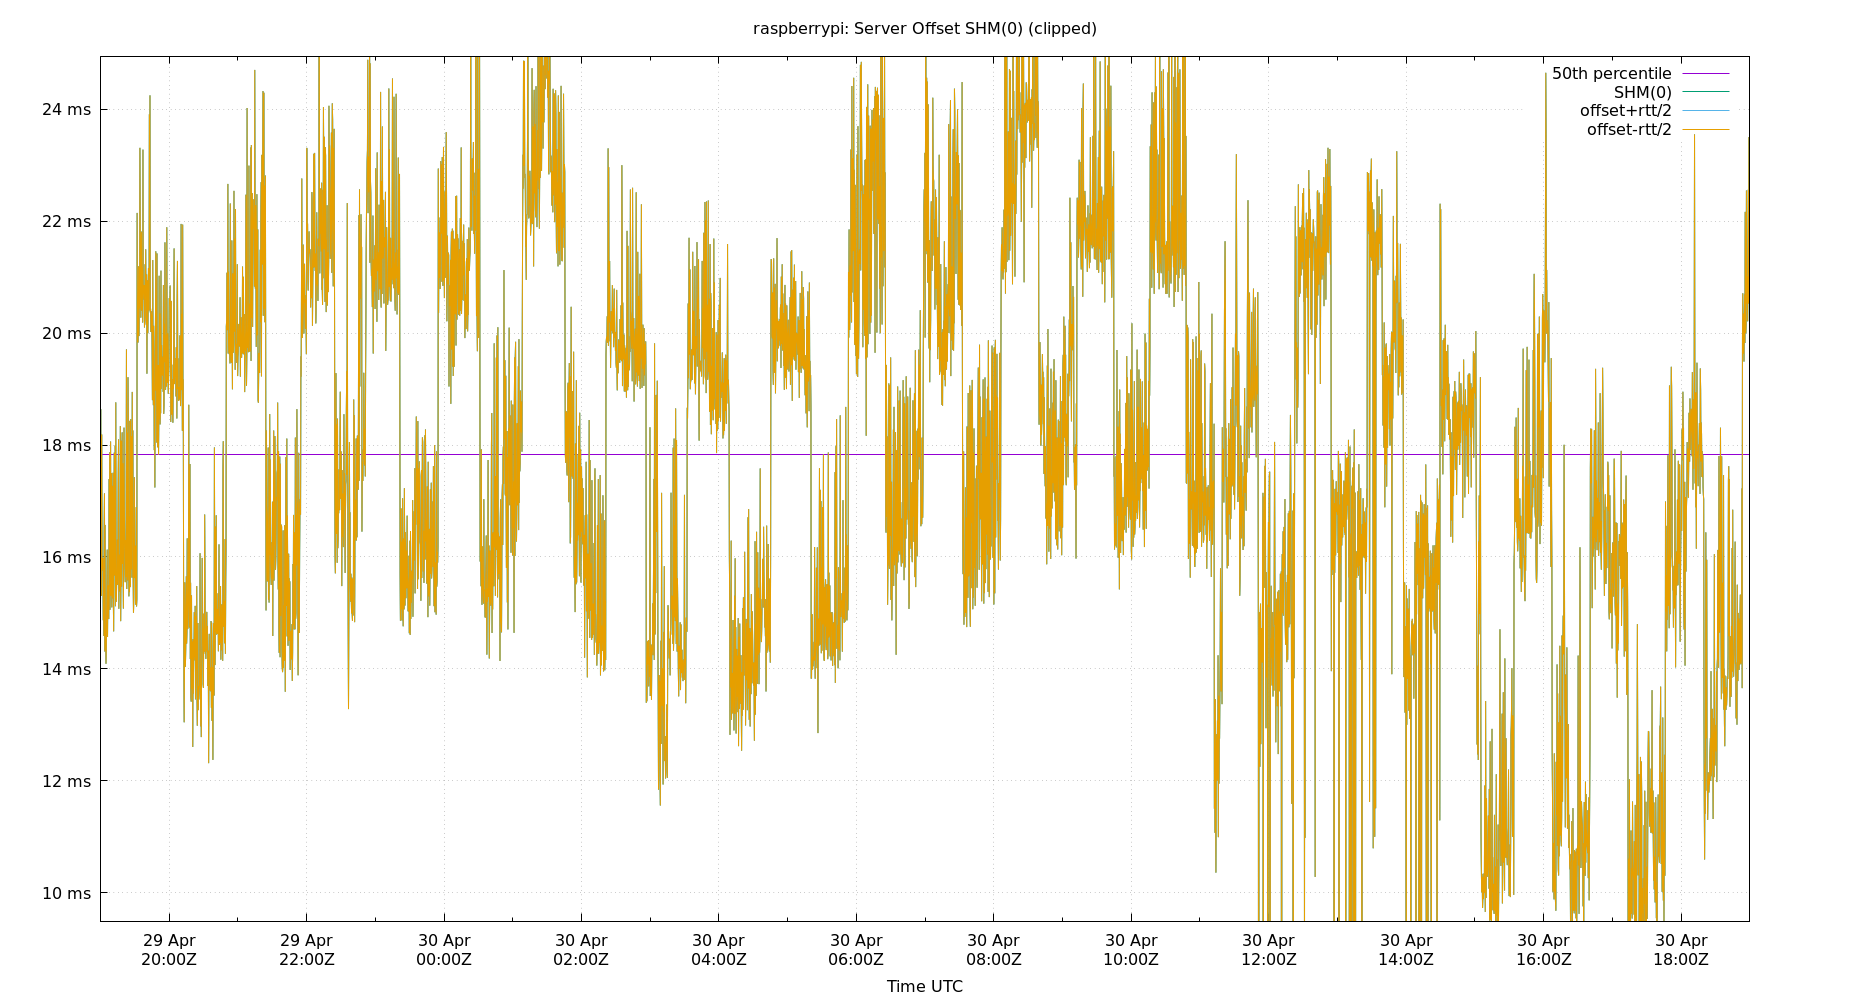 raspberrypi: Server Offset SHM(0) (clipped)
50th percentile
SHM(0)
offset+rtt/2
offset-rtt/2
24 ms
22 ms
20 ms
18 ms
16 ms
14 ms
12 ms
10 ms
29 Apr 29 Apr 30 Apr 30 Apr 30 Apr 30 Apr 30 Apr 30 Apr 30 Apr 30 Apr 30 Apr 30 Apr
20:00Z 22:00Z 00:00Z 02:00Z 04:00Z 06:00Z 08:00Z 10:00Z 12:00Z 14:00Z 16:00Z 18:00Z
Time UTC